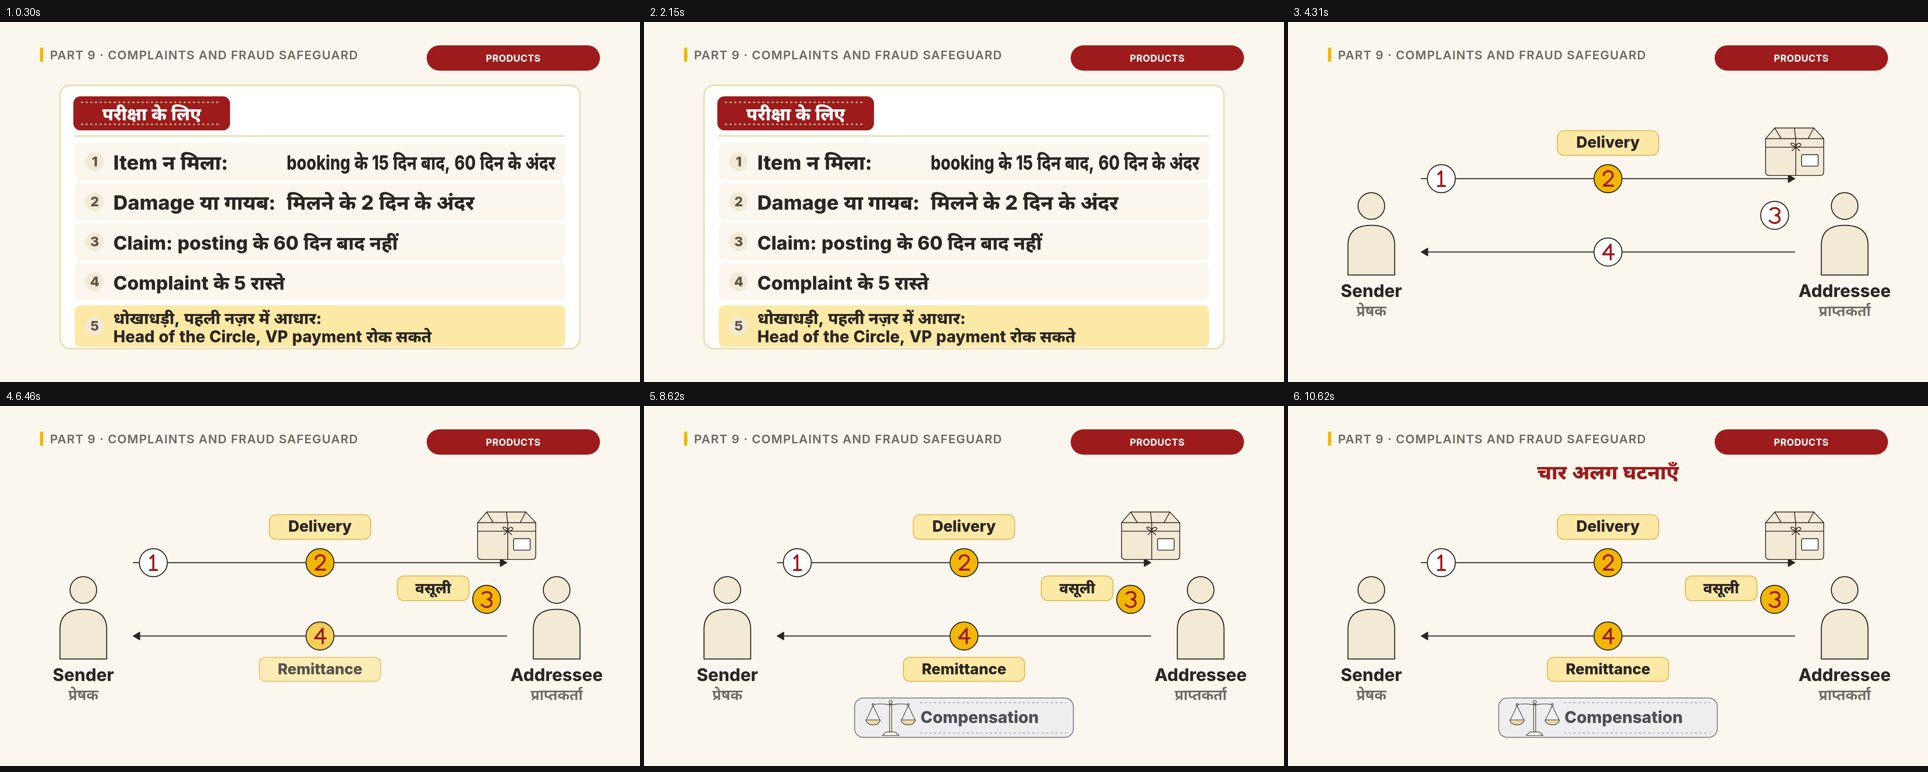 1. 0.30s
PART 9 · COMPLAINTS AND FRAUD SAFEGUARD
PRODUCTS
परीक्षा के लिए
1 Item न मिला: booking के 15 दिन बाद, 60 दिन के अंदर
2 Damage या गायब: मिलने के 2 दिन के अंदर
3 Claim: posting के 60 दिन बाद नहीं
4 Complaint के 5 रास्ते
5 धोखाधड़ी, पहली नज़र में आधार:
Head of the Circle, VP payment रोक सकते
2. 2.15s
PART 9 · COMPLAINTS AND FRAUD SAFEGUARD
PRODUCTS
परीक्षा के लिए
1 Item न मिला: booking के 15 दिन बाद, 60 दिन के अंदर
2 Damage या गायब: मिलने के 2 दिन के अंदर
3 Claim: posting के 60 दिन बाद नहीं
4 Complaint के 5 रास्ते
5 धोखाधड़ी, पहली नज़र में आधार:
Head of the Circle, VP payment रोक सकते
3. 4.31s
PART 9 · COMPLAINTS AND FRAUD SAFEGUARD
PRODUCTS
Delivery
1 2
3
4
Sender Addressee
प्रेषक प्राप्तकर्ता
4. 6.46s
PART 9 · COMPLAINTS AND FRAUD SAFEGUARD
PRODUCTS
Delivery
1 2
वसूली 3
4
Remittance
Sender Addressee
प्रेषक प्राप्तकर्ता
5. 8.62s
PART 9 · COMPLAINTS AND FRAUD SAFEGUARD
PRODUCTS
Delivery
1 2
वसूली 3
4
Remittance
Sender Addressee
प्रेषक प्राप्तकर्ता
Compensation
6. 10.62s
PART 9 · COMPLAINTS AND FRAUD SAFEGUARD
PRODUCTS
चार अलग घटनाएँ
Delivery
1 2
वसूली 3
4
Remittance
Sender Addressee
प्रेषक प्राप्तकर्ता
Compensation